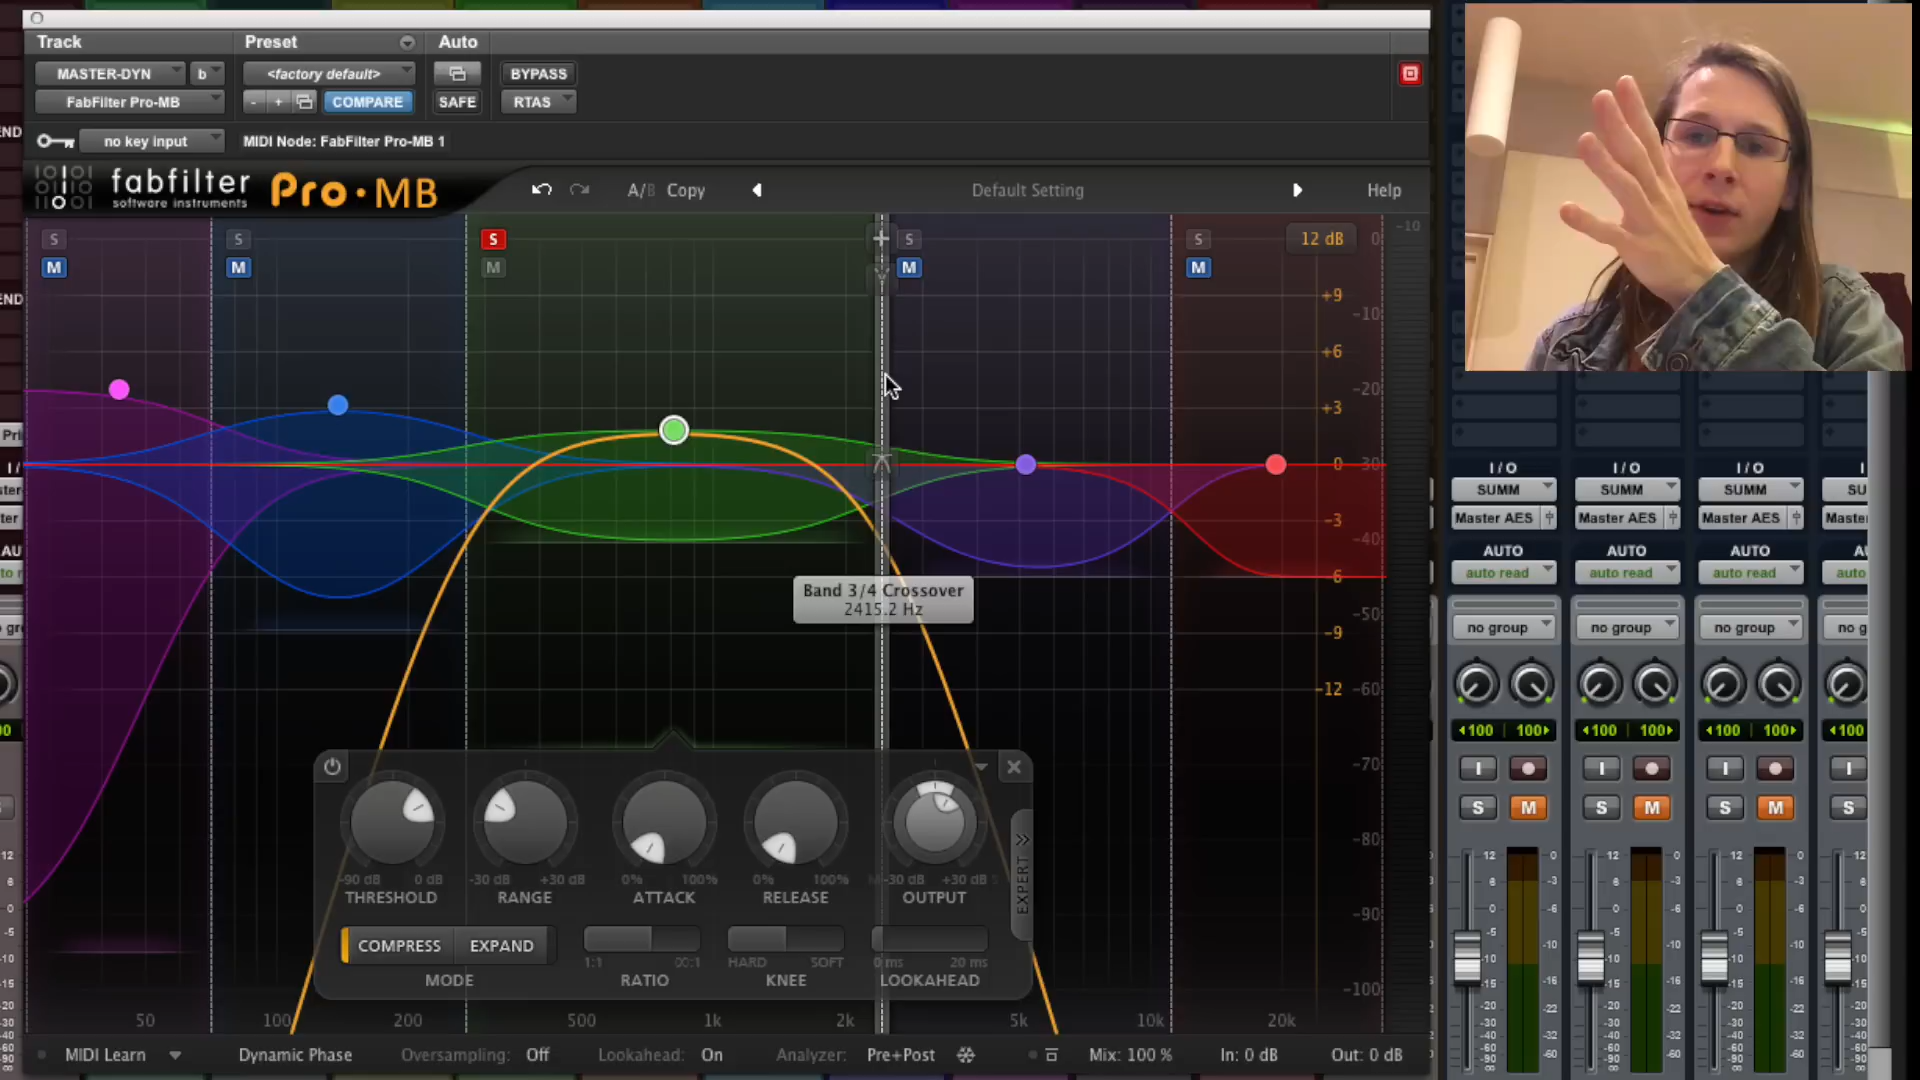 Track
Preset
Auto
MASTER-DYN
b
<factory default>
BYPASS
FabFilter Pro-MB
- +
COMPARE
SAFE
RTAS
no key input
MIDI Node: FabFilter Pro-MB 1
fabfilter
software instruments
Pro·MB
A/B Copy
Default Setting
Help
S
S
S
S
S
12 dB
0
-10
M
M
M
M
M
+9
-10
+6
-20
+3
0
-30
-3
-40
-6
-50
-9
-12
-60
-70
-80
-90
-100
Band 3/4 Crossover
2415.2 Hz
-90 dB
0 dB
-30 dB
+30 dB
0%
100%
0%
100%
-30 dB
+30 dB
THRESHOLD
RANGE
ATTACK
RELEASE
OUTPUT
EXPERT
COMPRESS
EXPAND
1:1
∞:1
HARD
SOFT
0 ms
20 ms
MODE
RATIO
KNEE
LOOKAHEAD
50
100
200
500
1k
2k
5k
10k
20k
MIDI Learn
Dynamic Phase
Oversampling: Off
Lookahead: On
Analyzer: Pre+Post
Mix: 100 %
In: 0 dB
Out: 0 dB
I/O
I/O
I/O
I/O
SUMM
SUMM
SUMM
Master AES
Master AES
Master AES
AUTO
AUTO
AUTO
auto read
auto read
auto read
no group
no group
no group
100 100
100 100
100 100
100
I
I
I
I
S M
S M
S M
S